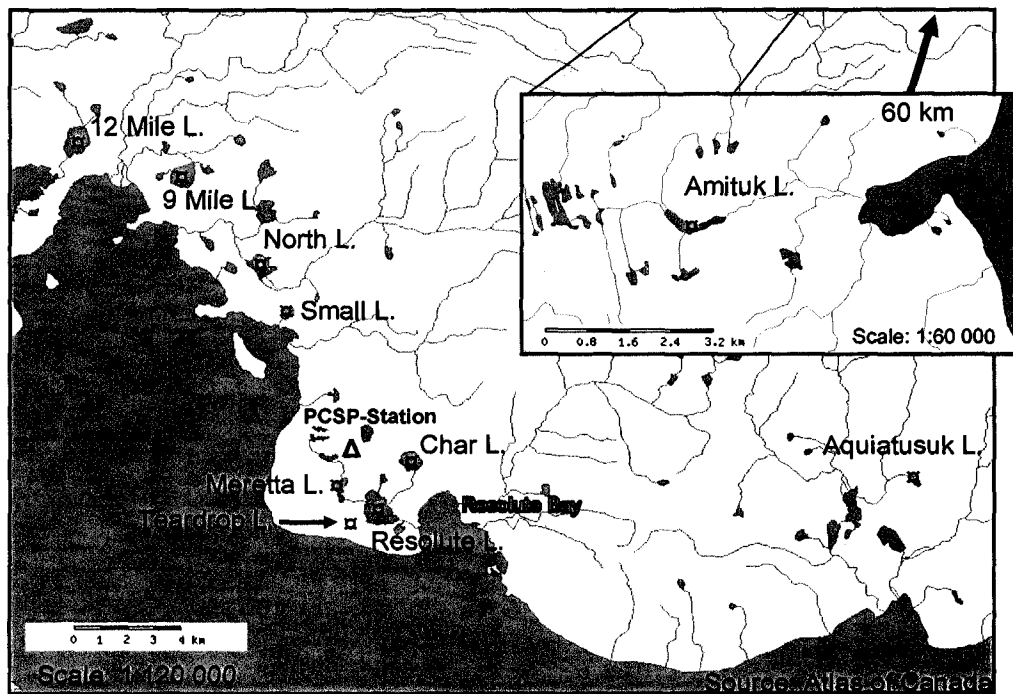 12 Mile L.
9 Mile L.
North L.
Small L.
60 km
Amituk L.
0 0.8 1.6 2.4 3.2 km
Scale: 1:60 000
PCSP-Station
Char L.
Meretta L.
Resolute Bay
Teardrop L.
Resolute L.
Aquiatusuk L.
0 1 2 3 4 km
Scale: 1:120 000
Source: Atlas of Canada